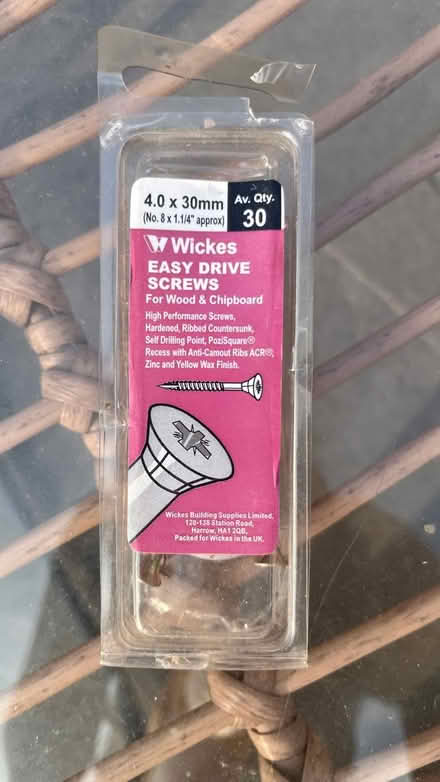 4.0 x 30mm
(No. 8 x 1.1/4" approx)
Av. Qty.
30
Wickes
EASY DRIVE
SCREWS
For Wood & Chipboard
High Performance Screws,
Hardened, Ribbed Countersunk,
Self Drilling Point, PoziSquare®
Recess with Anti-Camout Ribs ACR®,
Zinc and Yellow Wax Finish.
Wickes Building Supplies Limited,
120-138 Station Road,
Harrow, HA1 2QB,
Packed for Wickes in the UK.